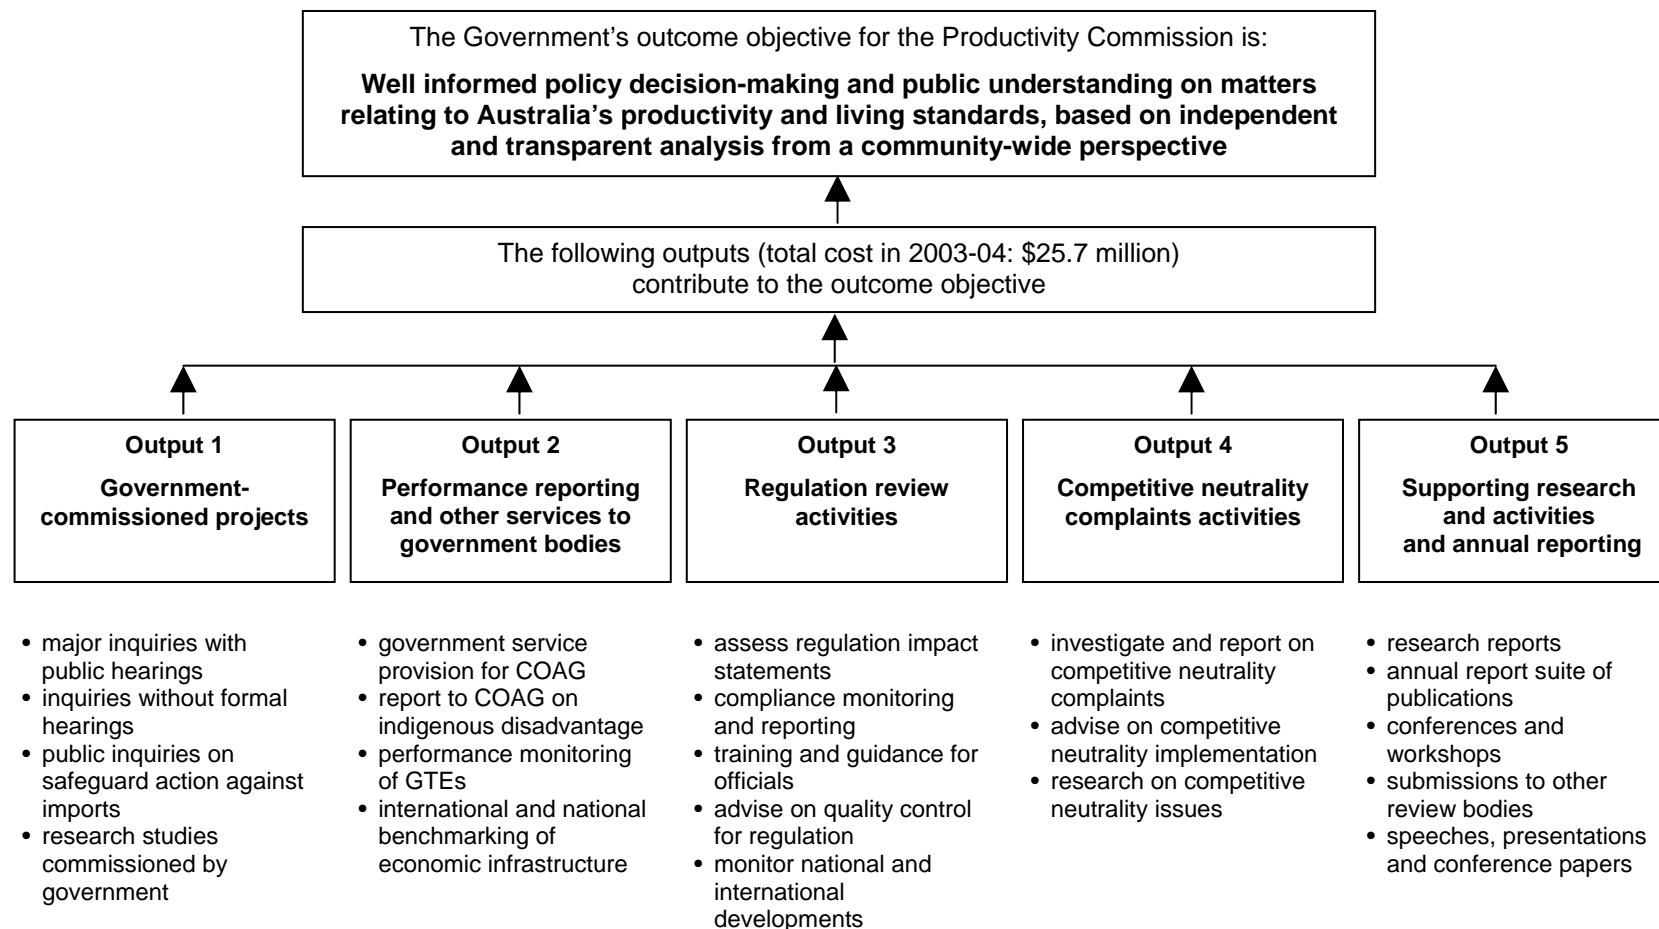 The Government’s outcome objective for the Productivity Commission is:
Well informed policy decision-making and public understanding on matters
relating to Australia’s productivity and living standards, based on independent
and transparent analysis from a community-wide perspective
The following outputs (total cost in 2003-04: $25.7 million)
contribute to the outcome objective
Output 1
Government-
commissioned projects
Output 2
Performance reporting
and other services to
government bodies
Output 3
Regulation review
activities
Output 4
Competitive neutrality
complaints activities
Output 5
Supporting research
and activities
and annual reporting
• major inquiries with
public hearings
• inquiries without formal
hearings
• public inquiries on
safeguard action against
imports
• research studies
commissioned by
government
• government service
provision for COAG
• report to COAG on
indigenous disadvantage
• performance monitoring
of GTEs
• international and national
benchmarking of
economic infrastructure
• assess regulation impact
statements
• compliance monitoring
and reporting
• training and guidance for
officials
• advise on quality control
for regulation
• monitor national and
international
developments
• investigate and report on
competitive neutrality
complaints
• advise on competitive
neutrality implementation
• research on competitive
neutrality issues
• research reports
• annual report suite of
publications
• conferences and
workshops
• submissions to other
review bodies
• speeches, presentations
and conference papers